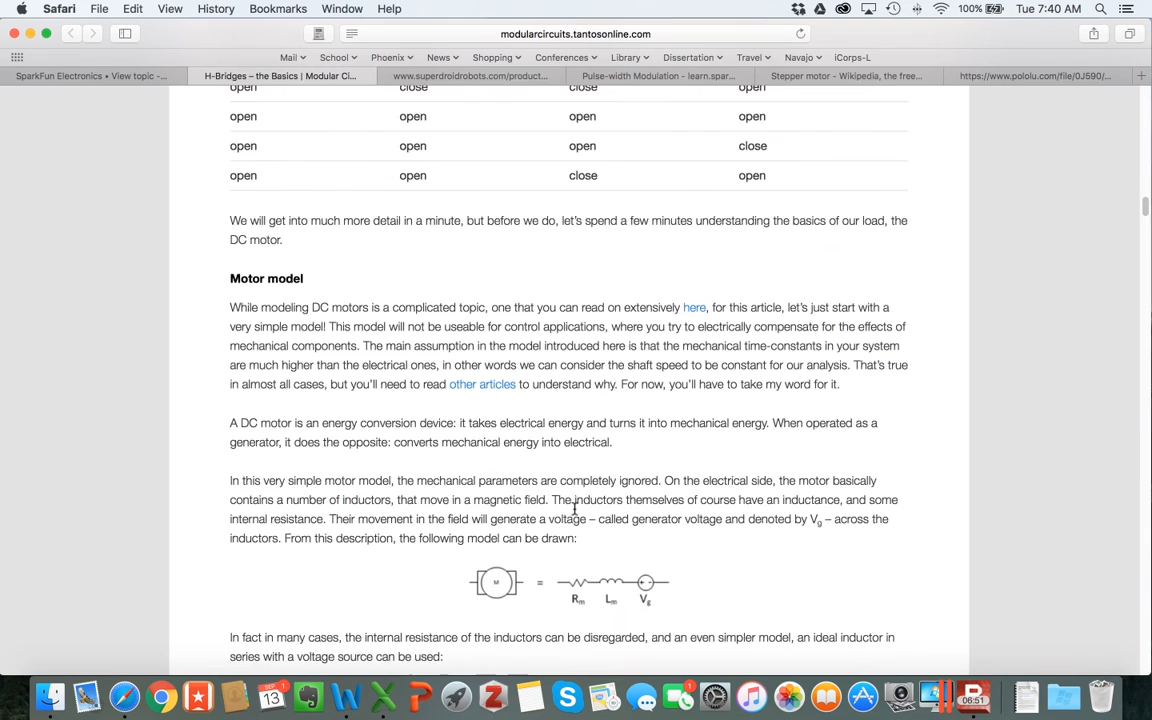 Safari File Edit View History Bookmarks Window Help 100% Tue 7:40 AM
modularcircuits.tantosonline.com
Mail School Phoenix News Shopping Conferences Library Dissertation Travel Navajo iCorps-L
SparkFun Electronics • View topic -... H-Bridges – the Basics | Modular Ci... www.superdroidrobots.com/product... Pulse-width Modulation - learn.spar... Stepper motor - Wikipedia, the free... https://www.pololu.com/file/0J590/...
open close close open
open open open open
open open open close
open open close open
We will get into much more detail in a minute, but before we do, let's spend a few minutes understanding the basics of our load, the
DC motor.
Motor model
While modeling DC motors is a complicated topic, one that you can read on extensively here, for this article, let's just start with a
very simple model! This model will not be useable for control applications, where you try to electrically compensate for the effects of
mechanical components. The main assumption in the model introduced here is that the mechanical time-constants in your system
are much higher than the electrical ones, in other words we can consider the shaft speed to be constant for our analysis. That's true
in almost all cases, but you'll need to read other articles to understand why. For now, you'll have to take my word for it.
A DC motor is an energy conversion device: it takes electrical energy and turns it into mechanical energy. When operated as a
generator, it does the opposite: converts mechanical energy into electrical.
In this very simple motor model, the mechanical parameters are completely ignored. On the electrical side, the motor basically
contains a number of inductors, that move in a magnetic field. The inductors themselves of course have an inductance, and some
internal resistance. Their movement in the field will generate a voltage – called generator voltage and denoted by Vg – across the
inductors. From this description, the following model can be drawn:
M =
Rm Lm Vg
In fact in many cases, the internal resistance of the inductors can be disregarded, and an even simpler model, an ideal inductor in
series with a voltage source can be used:
SEP
13
1
06:51